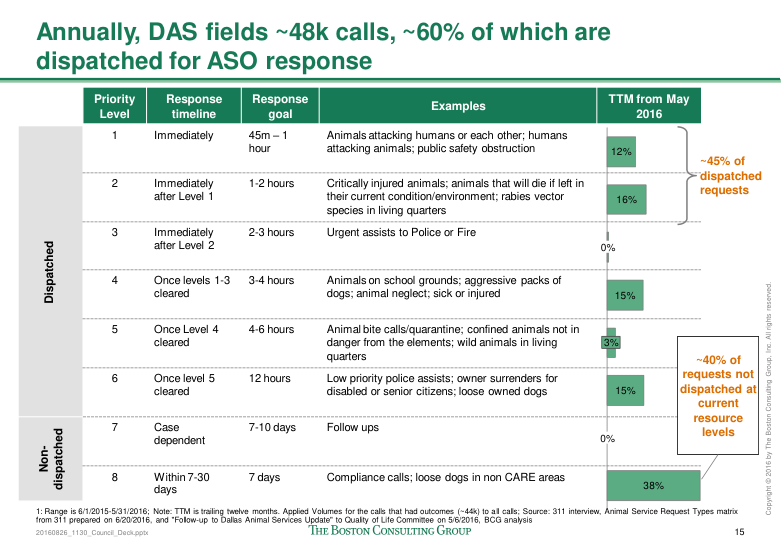 Annually, DAS fields ~48k calls, ~60% of which are
dispatched for ASO response
Priority
Level
Response
timeline
Response
goal
Examples
TTM from May
2016
Dispatched
1
Immediately
45m – 1
hour
Animals attacking humans or each other; humans
attacking animals; public safety obstruction
12%
2
Immediately
after Level 1
1-2 hours
Critically injured animals; animals that will die if left in
their current condition/environment; rabies vector
species in living quarters
16%
~45% of
dispatched
requests
3
Immediately
after Level 2
2-3 hours
Urgent assists to Police or Fire
0%
4
Once levels 1-3
cleared
3-4 hours
Animals on school grounds; aggressive packs of
dogs; animal neglect; sick or injured
15%
5
Once Level 4
cleared
4-6 hours
Animal bite calls/quarantine; confined animals not in
danger from the elements; wild animals in living
quarters
3%
6
Once level 5
cleared
12 hours
Low priority police assists; owner surrenders for
disabled or senior citizens; loose owned dogs
15%
~40% of
requests not
dispatched at
current
resource
levels
Non-
dispatched
7
Case
dependent
7-10 days
Follow ups
0%
8
Within 7-30
days
7 days
Compliance calls; loose dogs in non CARE areas
38%
1: Range is 6/1/2015-5/31/2016; Note: TTM is trailing twelve months. Applied Volumes for the calls that had outcomes (~44k) to all calls; Source: 311 interview, Animal Service Request Types matrix
from 311 prepared on 6/20/2016, and "Follow-up to Dallas Animal Services Update" to Quality of Life Committee on 5/6/2016, BCG analysis
20160826_1130_Council_Deck.pptx
THE BOSTON CONSULTING GROUP
15
Copyright © 2016 by The Boston Consulting Group, Inc. All rights reserved.